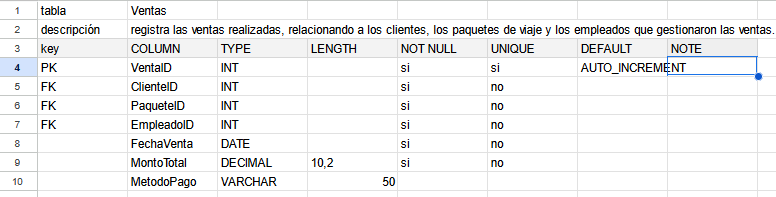 1 tabla Ventas
2 descripción registra las ventas realizadas, relacionando a los clientes, los paquetes de viaje y los empleados que gestionaron las ventas.
3 key COLUMN TYPE LENGTH NOT NULL UNIQUE DEFAULT NOTE
4 PK VentaID INT si si AUTO_INCREMENT
5 FK ClienteID INT si no
6 FK PaqueteID INT si no
7 FK EmpleadoID INT si no
8 FechaVenta DATE si no
9 MontoTotal DECIMAL 10,2 si no
10 MetodoPago VARCHAR 50